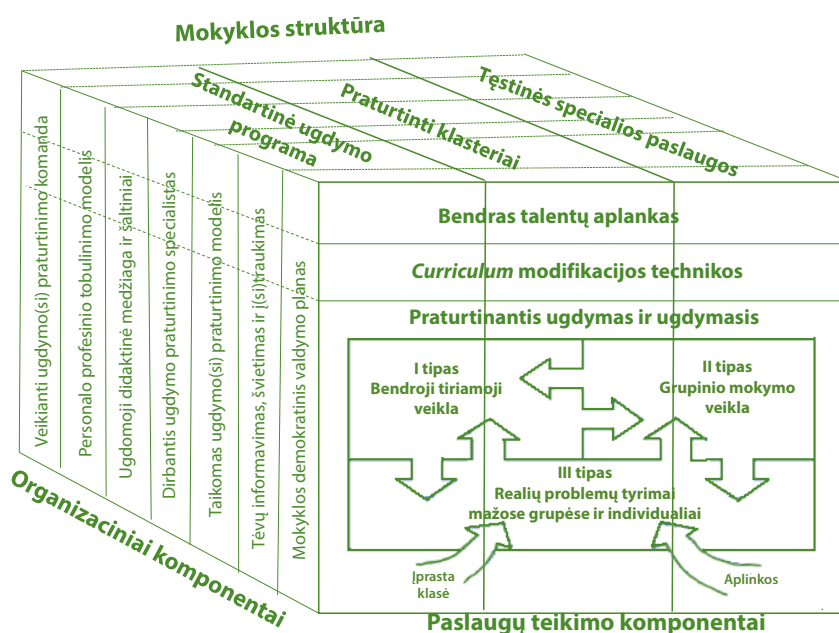 Mokyklos struktūra
Standartinė ugdymo
programa
Praturtinti klasteriai
Tęstinės specialios paslaugos
Veikianti ugdymo(si) praturtinimo komanda
Personalo profesinio tobulinimo modelis
Ugdomoji didaktinė medžiaga ir šaltiniai
Dirbantis ugdymo praturtinimo specialistas
Taikomas ugdymo(si) praturtinimo modelis
Tėvų informavimas, švietimas ir į(si)traukimas
Mokyklos demokratinis valdymo planas
Organizaciniai komponentai
Bendras talentų aplankas
Curriculum modifikacijos technikos
Praturtinantis ugdymas ir ugdymasis
I tipas
Bendroji tiriamoji
veikla
II tipas
Grupinio mokymo
veikla
III tipas
Realių problemų tyrimai
mažose grupėse ir individualiai
Įprasta
klasė
Aplinkos
Paslaugų teikimo komponentai